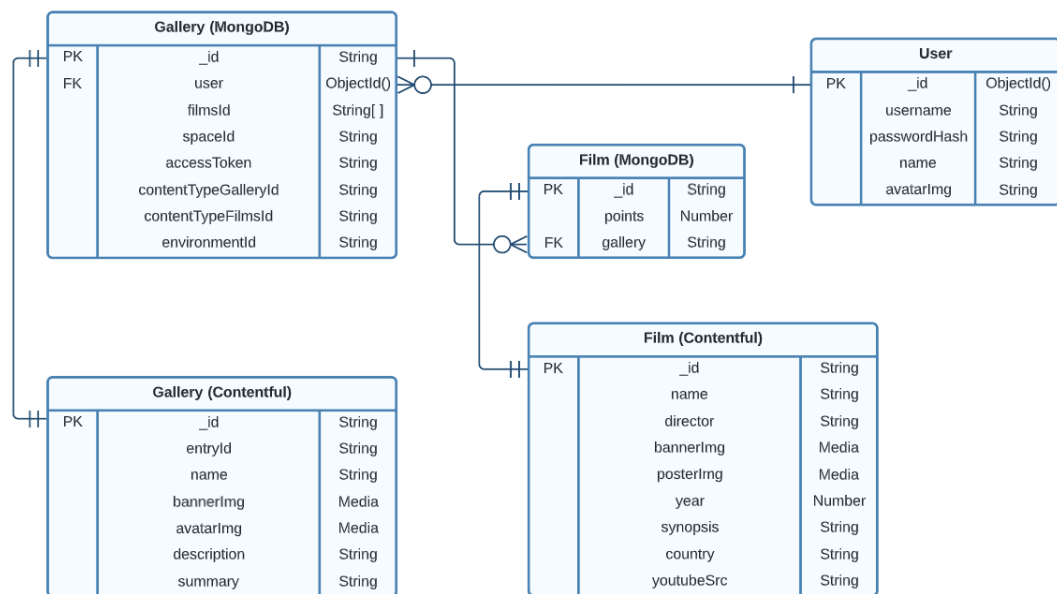 Gallery (MongoDB)
PK _id String
FK user ObjectId()
filmsId String[ ]
spaceId String
accessToken String
contentTypeGalleryId String
contentTypeFilmsId String
environmentId String
User
PK _id ObjectId()
username String
passwordHash String
name String
avatarImg String
Film (MongoDB)
PK _id String
points Number
FK gallery String
Film (Contentful)
PK _id String
name String
director String
bannerImg Media
posterImg Media
year Number
synopsis String
country String
youtubeSrc String
Gallery (Contentful)
PK _id String
entryId String
name String
bannerImg Media
avatarImg Media
description String
summary String